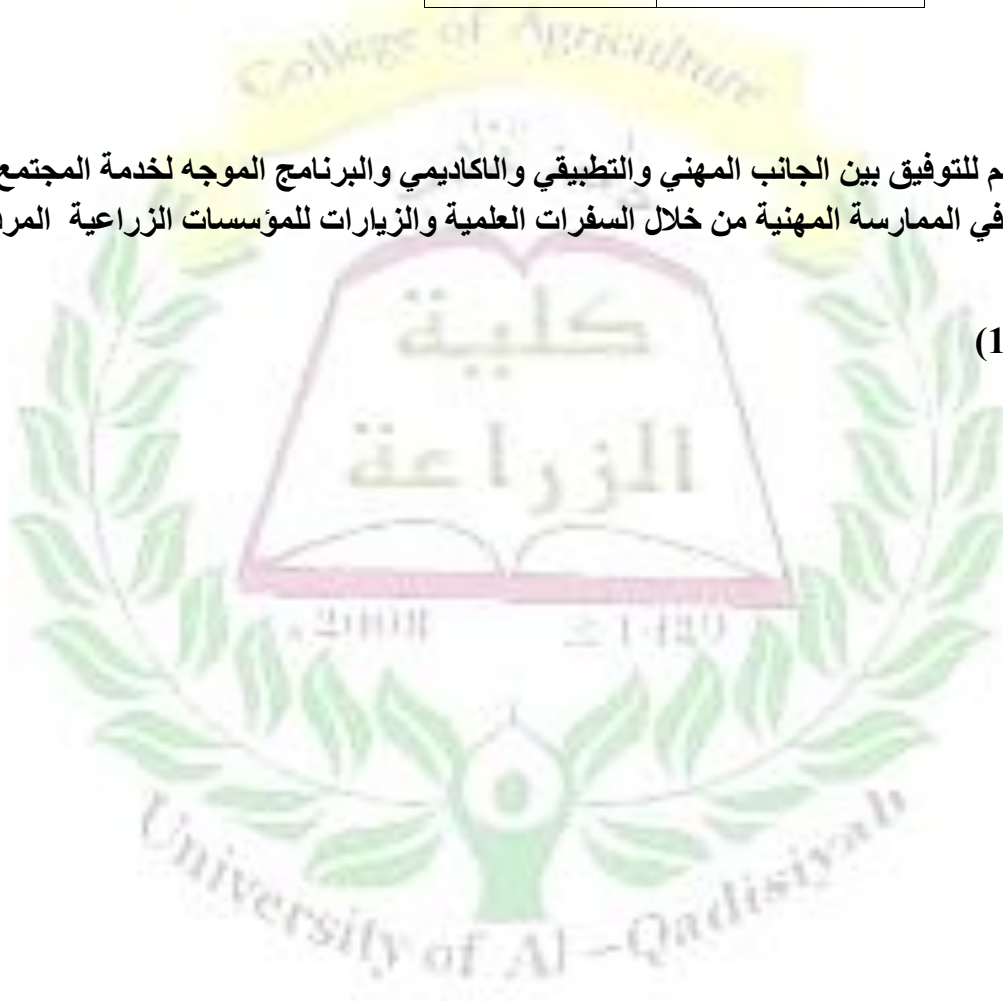 College of Agriculture
م للتوفيق بين الجانب المهني والتطبيقي والاكاديمي والبرنامج الموجه لخدمة المجتمع
في الممارسة المهنية من خلال السفرات العلمية والزيارات للمؤسسات الزراعية المر
(1
كلية
الزراعة
University of Al-Qadisiyah